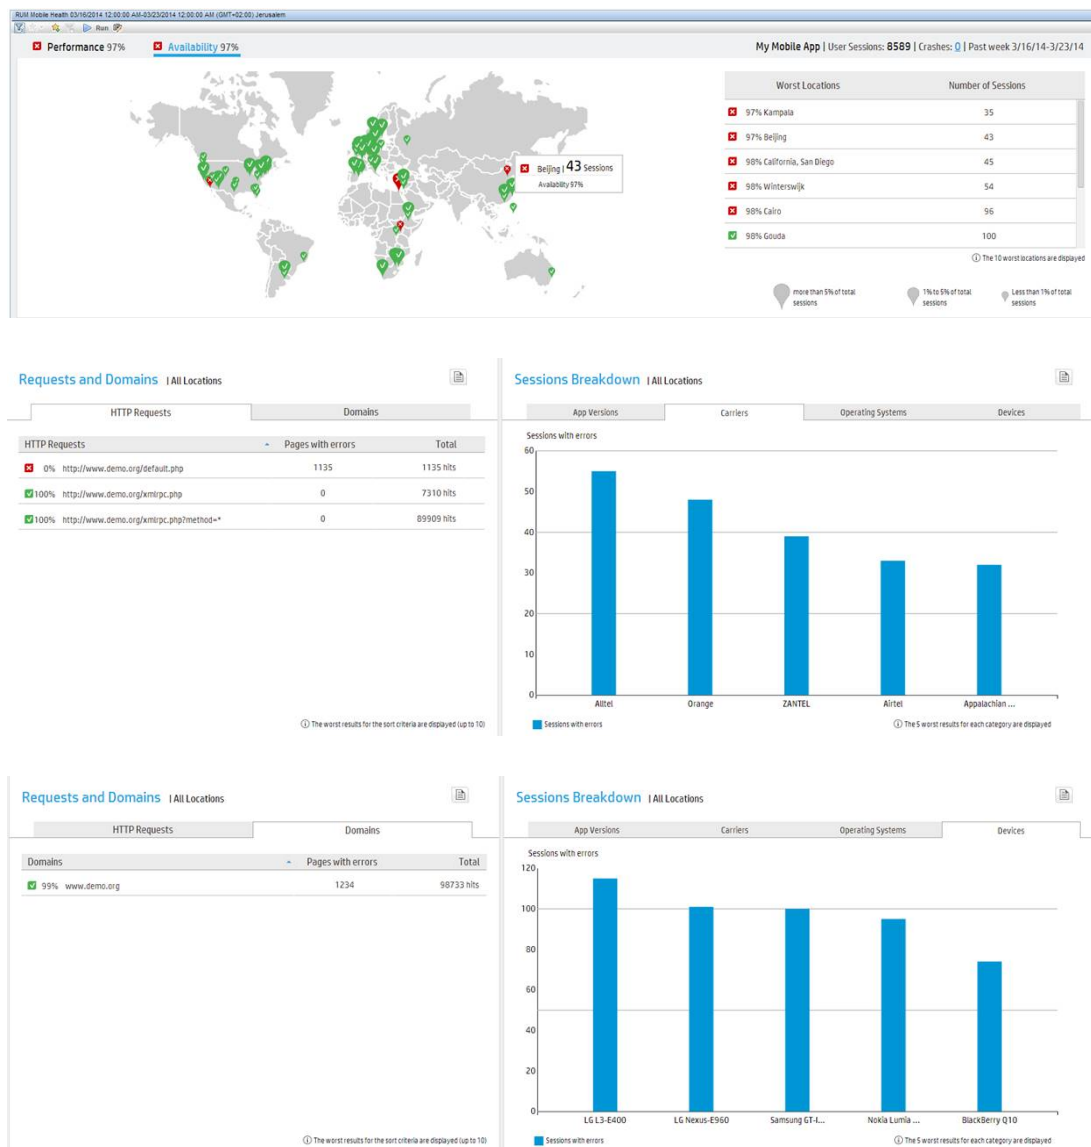 RUM Mobile Health 03/16/2014 12:00:00 AM-03/23/2014 12:00:00 AM (GMT+02:00) Jerusalem
Run
Performance 97% Availability 97%
My Mobile App | User Sessions: 8589 | Crashes: 0 | Past week 3/16/14-3/23/14
Worst Locations Number of Sessions
97% Kampala 35
97% Beijing 43
98% California, San Diego 45
98% Winterswijk 54
98% Cairo 96
98% Gouda 100
Beijing | 43 Sessions
Availability 97%
The 10 worst locations are displayed
more than 5% of total sessions
1% to 5% of total sessions
Less than 1% of total sessions
Requests and Domains | All Locations
HTTP Requests Domains
HTTP Requests Pages with errors Total
0% http://www.demo.org/default.php 1135 1135 hits
100% http://www.demo.org/xmlrpc.php 0 7310 hits
100% http://www.demo.org/xmlrpc.php?method=* 0 89909 hits
The worst results for the sort criteria are displayed (up to 10)
Sessions Breakdown | All Locations
App Versions Carriers Operating Systems Devices
Sessions with errors
60
50
40
30
20
10
0
Alltel Orange ZANTEL Airtel Appalachian ...
Sessions with errors
The 5 worst results for each category are displayed
Requests and Domains | All Locations
HTTP Requests Domains
Domains Pages with errors Total
99% www.demo.org 1234 98733 hits
The worst results for the sort criteria are displayed (up to 10)
Sessions Breakdown | All Locations
App Versions Carriers Operating Systems Devices
Sessions with errors
120
100
80
60
40
20
0
LG L3-E400 LG Nexus-E960 Samsung GT-I... Nokia Lumia ... BlackBerry Q10
Sessions with errors
The 5 worst results for each category are displayed